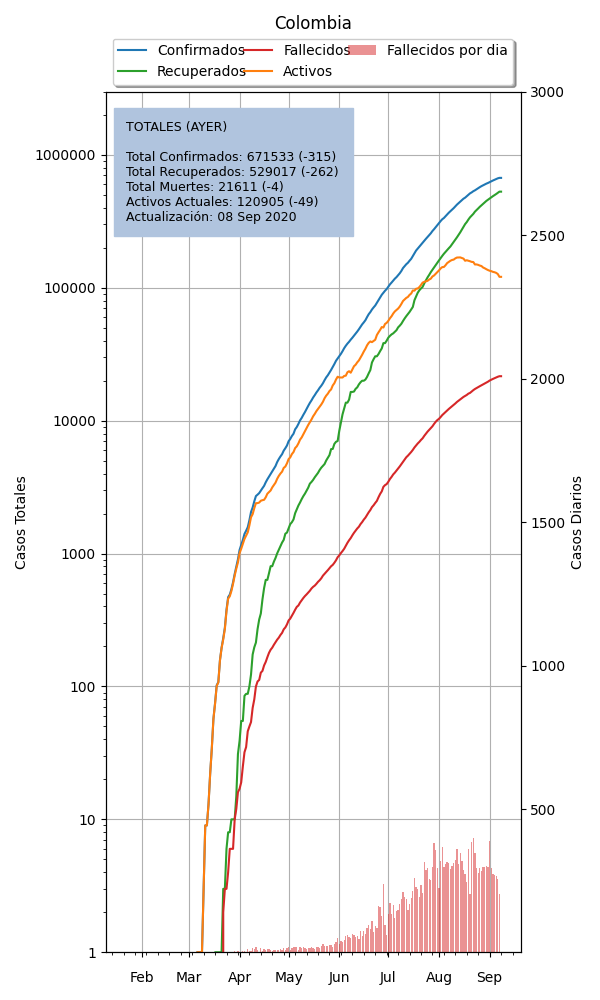 Colombia
Confirmados Fallecidos Fallecidos por dia
Recuperados Activos
TOTALES (AYER)
Total Confirmados: 671533 (-315)
Total Recuperados: 529017 (-262)
Total Muertes: 21611 (-4)
Activos Actuales: 120905 (-49)
Actualización: 08 Sep 2020
Casos Totales
1000000
100000
10000
1000
100
10
1
3000
2500
2000
1500
1000
500
Casos Diarios
Feb Mar Apr May Jun Jul Aug Sep